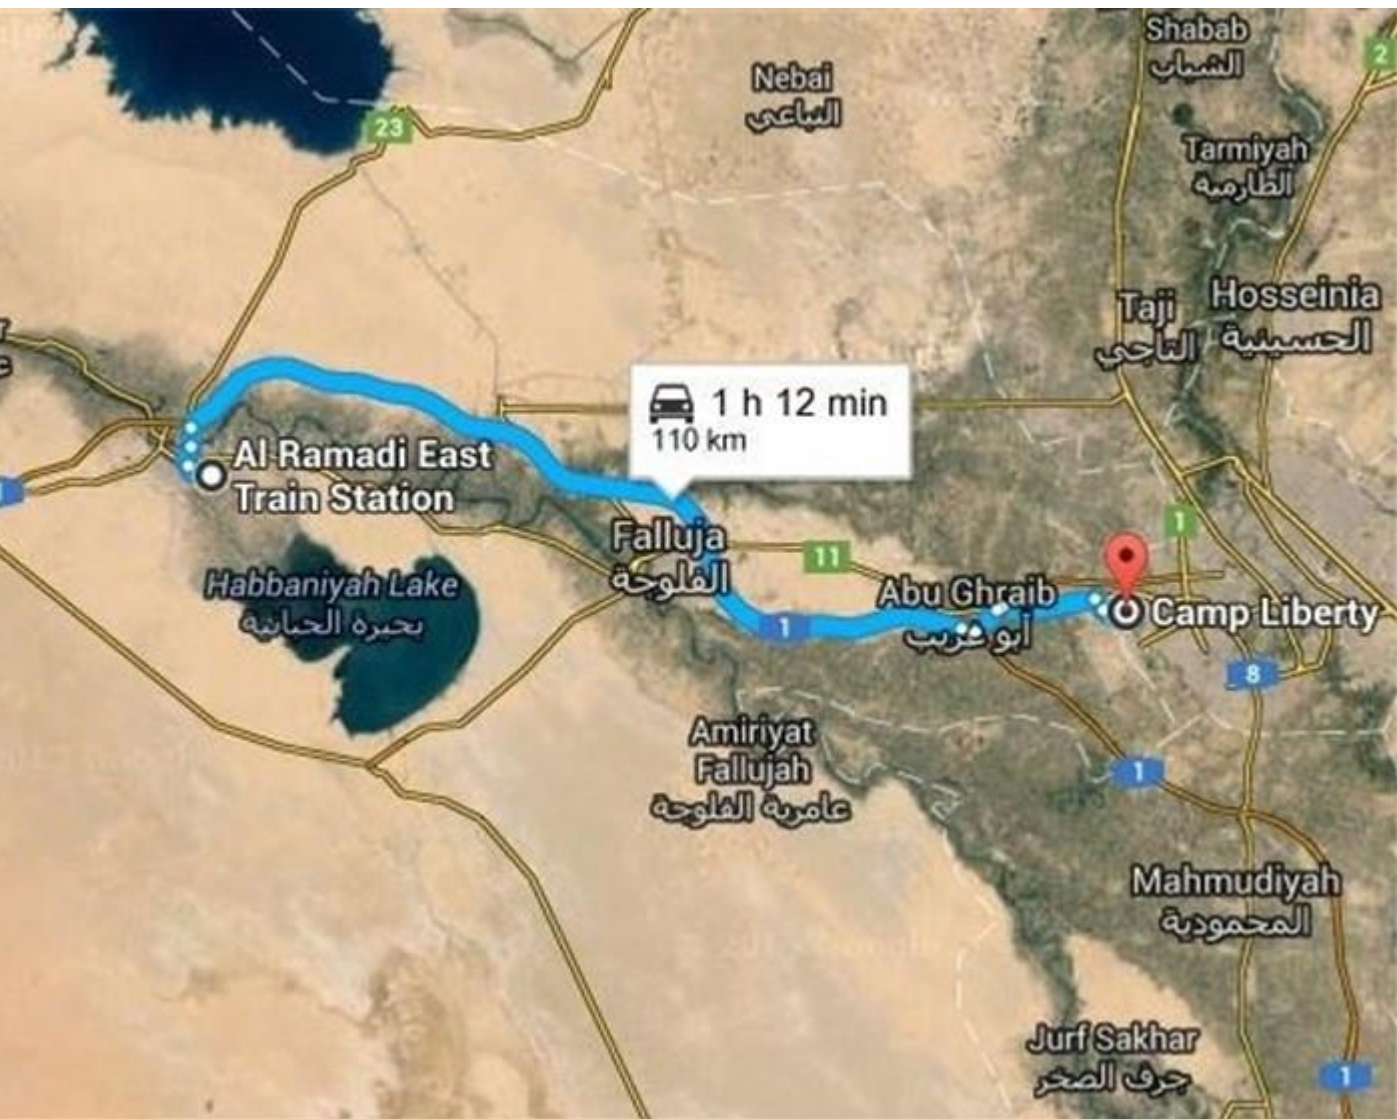 Shabab
الشباب
2
Nebai
النباعي
23
Tarmiyah
الطارمية
Taji
التاجي
Hosseinia
الحسينية
1 h 12 min
110 km
Al Ramadi East
Train Station
1
Falluja
الفلوجة
11
Habbaniyah Lake
بحيرة الحبانية
Abu Ghraib
أبو غريب
1
Camp Liberty
8
Amiriyat
Fallujah
عامرية الفلوجة
1
Mahmudiyah
المحمودية
Jurf Sakhar
جرف الصخر
1